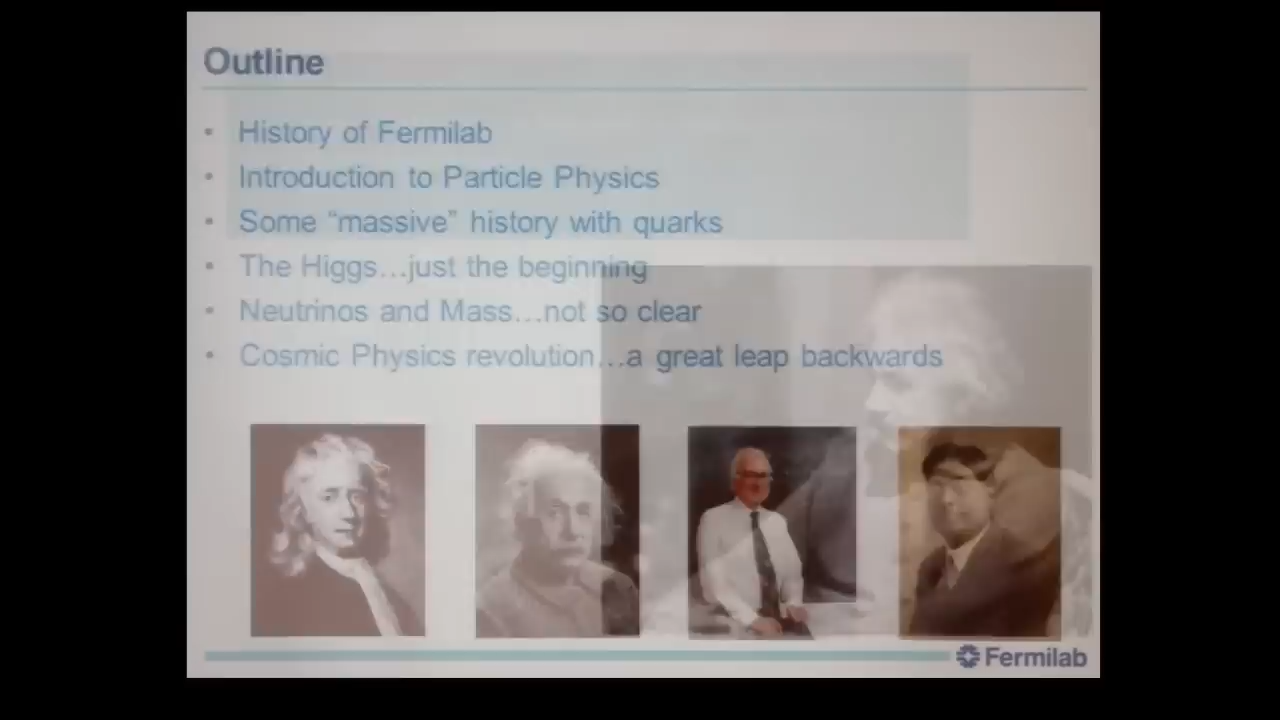 Outline
• History of Fermilab
• Introduction to Particle Physics
• Some “massive” history with quarks
• The Higgs…just the beginning
• Neutrinos and Mass…not so clear
• Cosmic Physics revolution…a great leap backwards
Fermilab